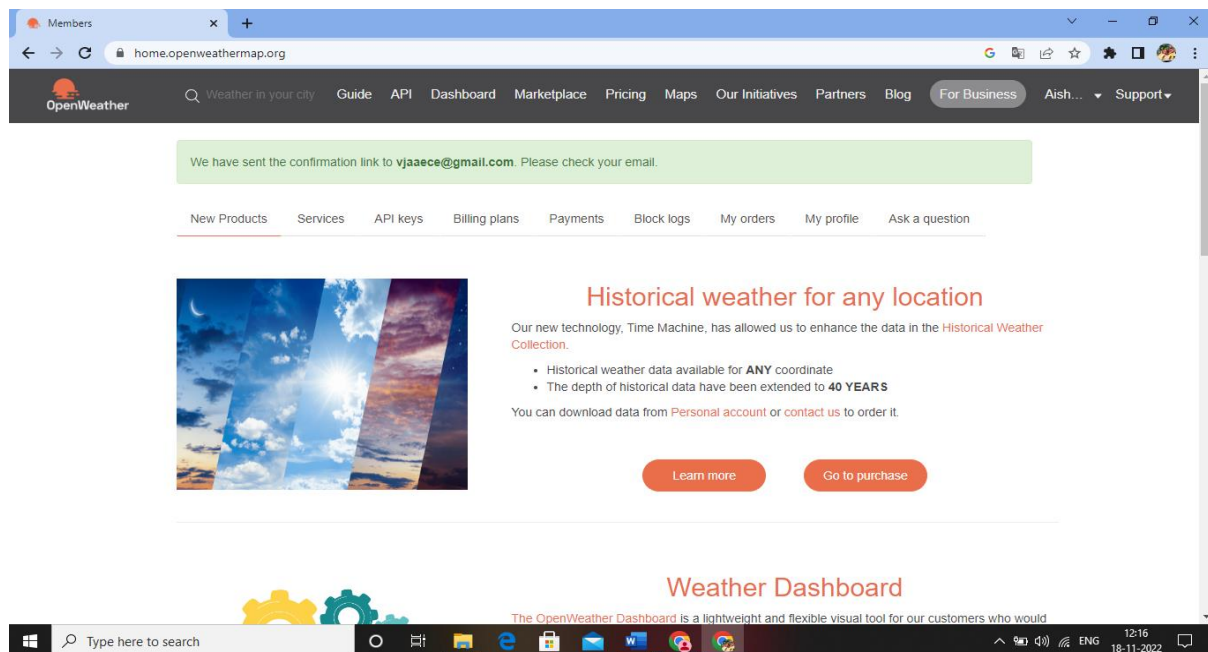 Members
home.openweathermap.org
OpenWeather
Weather in your city Guide API Dashboard Marketplace Pricing Maps Our Initiatives Partners Blog For Business Aish... Support
We have sent the confirmation link to vjaaece@gmail.com. Please check your email.
New Products Services API keys Billing plans Payments Block logs My orders My profile Ask a question
Historical weather for any location
Our new technology, Time Machine, has allowed us to enhance the data in the Historical Weather
Collection.
• Historical weather data available for ANY coordinate
• The depth of historical data have been extended to 40 YEARS
You can download data from Personal account or contact us to order it.
Learn more Go to purchase
Weather Dashboard
The OpenWeather Dashboard is a lightweight and flexible visual tool for our customers who would
Type here to search
ENG
12:16
18-11-2022